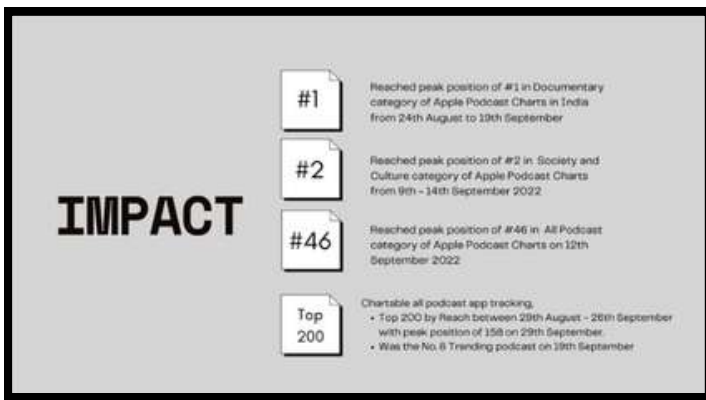 IMPACT
#1
Reached peak position of #1 in Documentary
category of Apple Podcast Charts in India
from 24th August to 19th September
#2
Reached peak position of #2 in Society and
Culture category of Apple Podcast Charts
from 9th - 14th September 2022
#46
Reached peak position of #46 in All Podcast
category of Apple Podcast Charts on 12th
September 2022
Top
200
Chartable all podcast app tracking,
• Top 200 by Reach between 29th August - 26th September
with peak position of 158 on 29th September.
• Was the No. 6 Trending podcast on 19th September